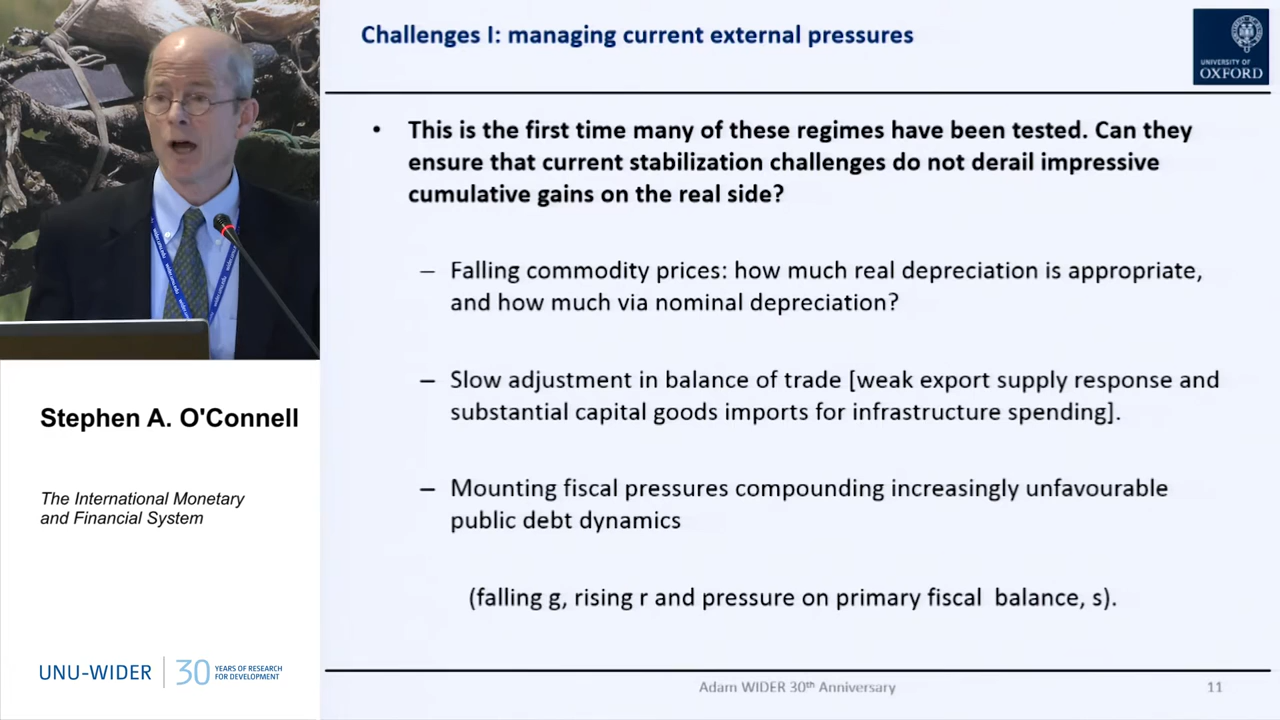 Challenges I: managing current external pressures
UNIVERSITY OF
OXFORD
• This is the first time many of these regimes have been tested. Can they
ensure that current stabilization challenges do not derail impressive
cumulative gains on the real side?
– Falling commodity prices: how much real depreciation is appropriate,
and how much via nominal depreciation?
– Slow adjustment in balance of trade [weak export supply response and
substantial capital goods imports for infrastructure spending].
– Mounting fiscal pressures compounding increasingly unfavourable
public debt dynamics
(falling g, rising r and pressure on primary fiscal balance, s).
Adam WIDER 30th Anniversary
11
Stephen A. O'Connell
The International Monetary
and Financial System
UNU-WIDER
30 YEARS OF RESEARCH
FOR DEVELOPMENT